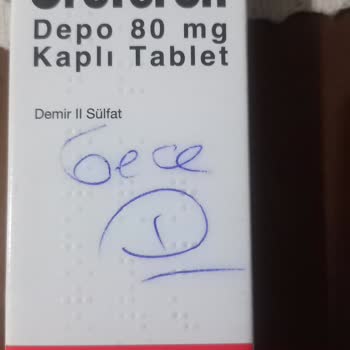 Depo 80 mg
Kaplı Tablet
Demir II Sülfat
Gece
1